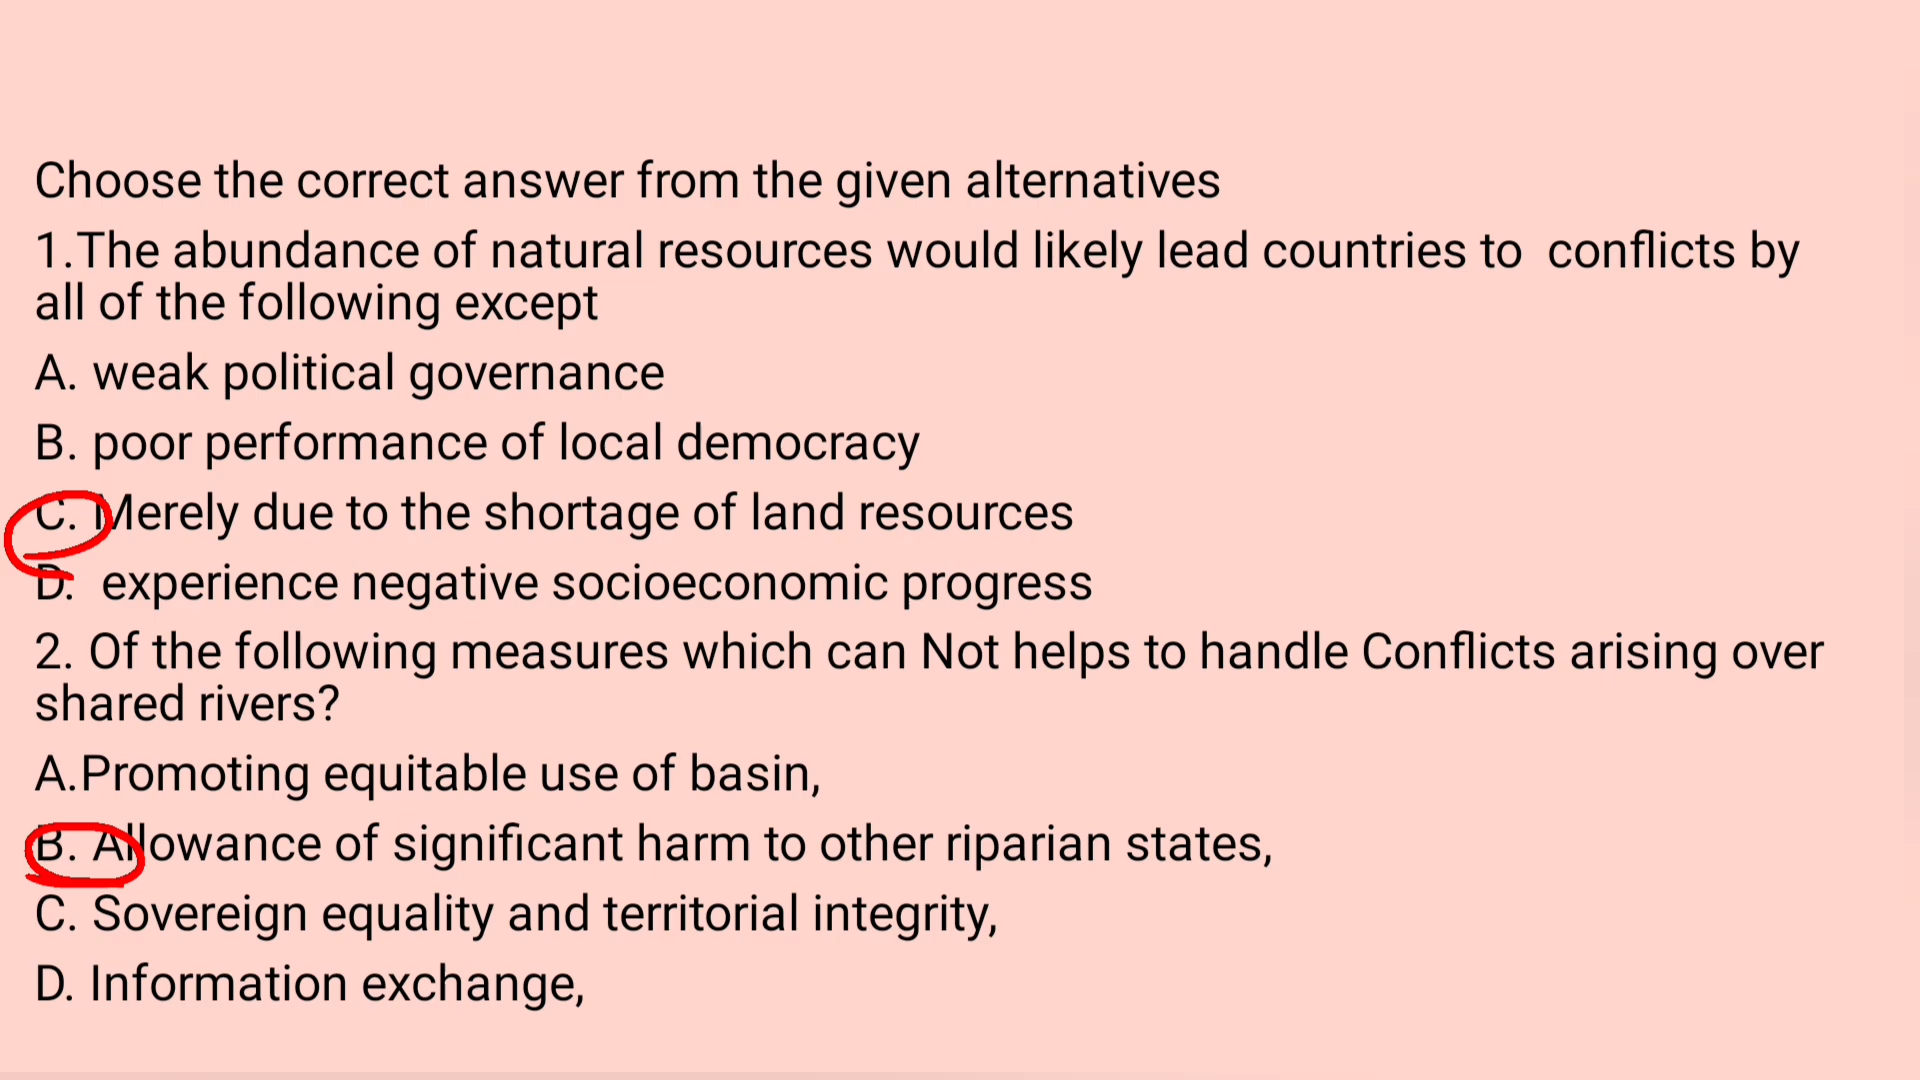 Choose the correct answer from the given alternatives
1.The abundance of natural resources would likely lead countries to  conflicts by
all of the following except
A. weak political governance
B. poor performance of local democracy
C. Merely due to the shortage of land resources
D.  experience negative socioeconomic progress
2. Of the following measures which can Not helps to handle Conflicts arising over
shared rivers?
A.Promoting equitable use of basin,
B. Allowance of significant harm to other riparian states,
C. Sovereign equality and territorial integrity,
D. Information exchange,